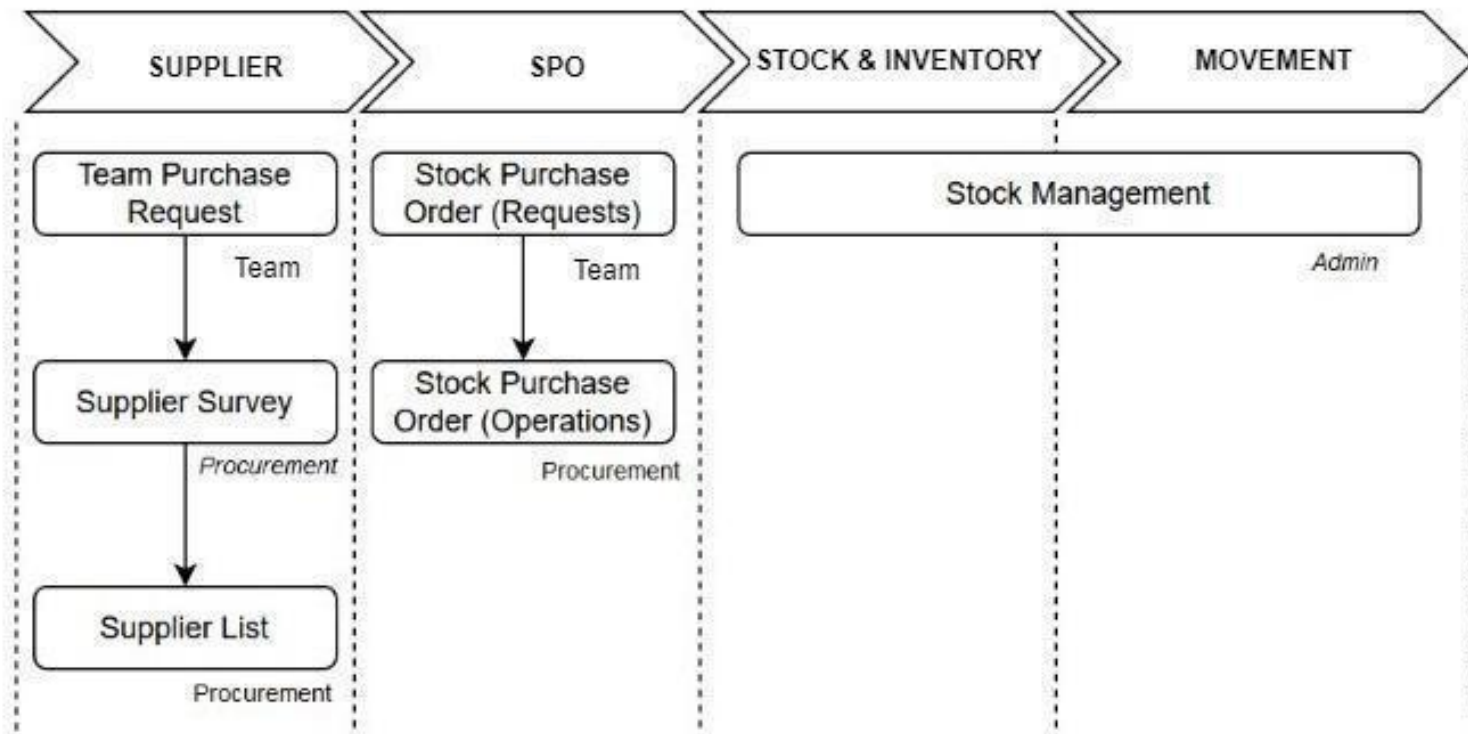 SUPPLIER
SPO
STOCK & INVENTORY
MOVEMENT
Team Purchase
Request
Team
Supplier Survey
Procurement
Supplier List
Procurement
Stock Purchase
Order (Requests)
Team
Stock Purchase
Order (Operations)
Procurement
Stock Management
Admin